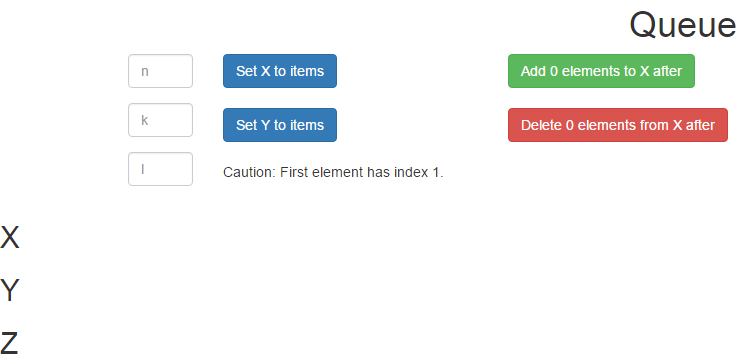 Queue
n
Set X to items
Add 0 elements to X after
k
Set Y to items
Delete 0 elements from X after
l
Caution: First element has index 1.
X
Y
Z